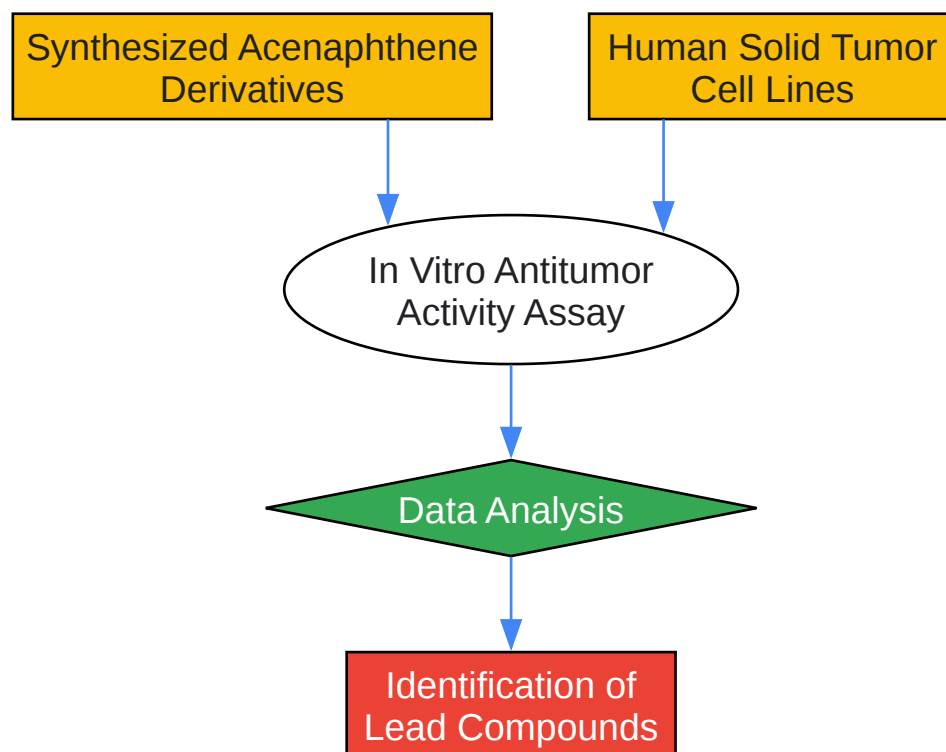 Synthesized Acenaphthene
Derivatives
Human Solid Tumor
Cell Lines
In Vitro Antitumor
Activity Assay
Data Analysis
Identification of
Lead Compounds